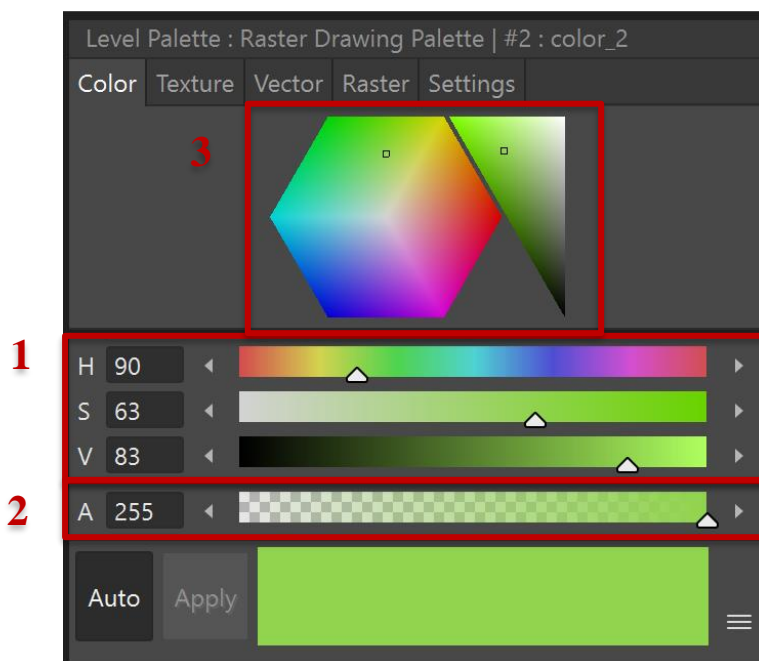 Level Palette : Raster Drawing Palette | #2 : color_2
Color Texture Vector Raster Settings
3
1
H 90
S 63
V 83
2
A 255
Auto Apply